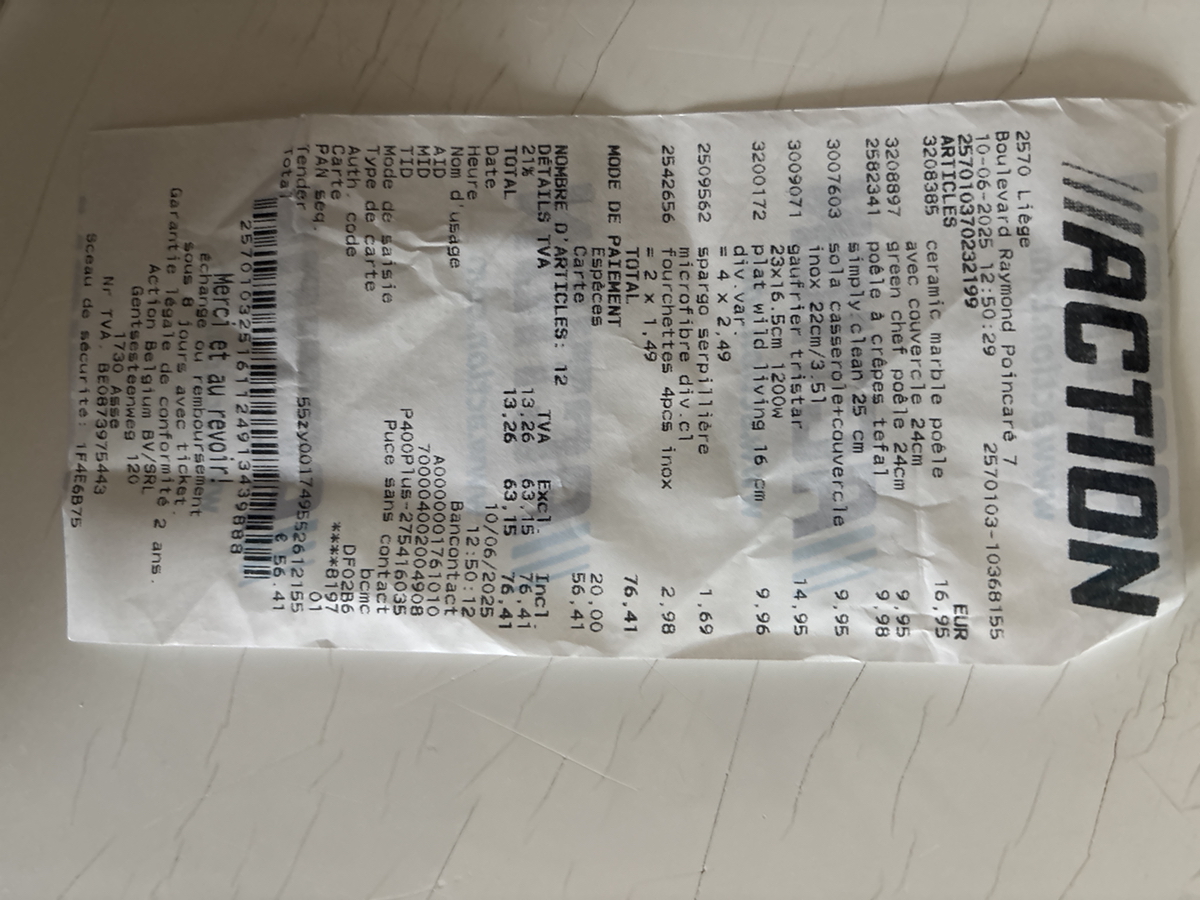 ACTION
2570 Liège
Boulevard Raymond Poincaré 7
10-06-2025 12:50:29 2570103-10368155
257010370232199
ARTICLES EUR
3208385 ceramic marble poêle 16,95
avec couvercle 24cm
3208897 green chef poêle 24cm 9,95
2582341 poêle à crêpes tefal 9,98
simply clean 25 cm
3007603 sola casserole+couvercle 9,95
inox 22cm/3.5l
3009071 gaufrier tristar 14,95
23x16.5cm 1200w
3200172 plat wild living 16 cm 9,96
div.var.
= 4 x 2,49
2509562 spargo serpillière 1,69
microfibre div.cl
2542656 fourchettes 4pcs inox 2,98
= 2 x 1,49
TOTAL 76,41
MODE DE PAIEMENT
Espèces 20,00
Carte 56,41
NOMBRE D'ARTICLES: 12
DÉTAILS TVA TVA Excl. Incl.
21% 13,26 63,15 76,41
TOTAL 13,26 63,15 76,41
Date 10/06/2025
Heure 12:50:12
Nom d'usage Bancontact
AID A0000001761010
MID 700004002004908
TID P400Plus-275416035
Mode de saisie Puce sans contact
Type de carte bcmc
Auth. code DF02B6
Carte ****8197
PAN seq. 01
Tender 55zy001749552612155
Total € 56,41
2570103251611249134398​88
Merci et au revoir!
échange ou remboursement
sous 8 jours avec ticket.
Garantie légale de conformité 2 ans.
Action Belgium BV/SRL
Gentsesteenweg 120
1730 Asse
Nr TVA. BE0873975443
Sceau de sécurité: 1F4E6B75